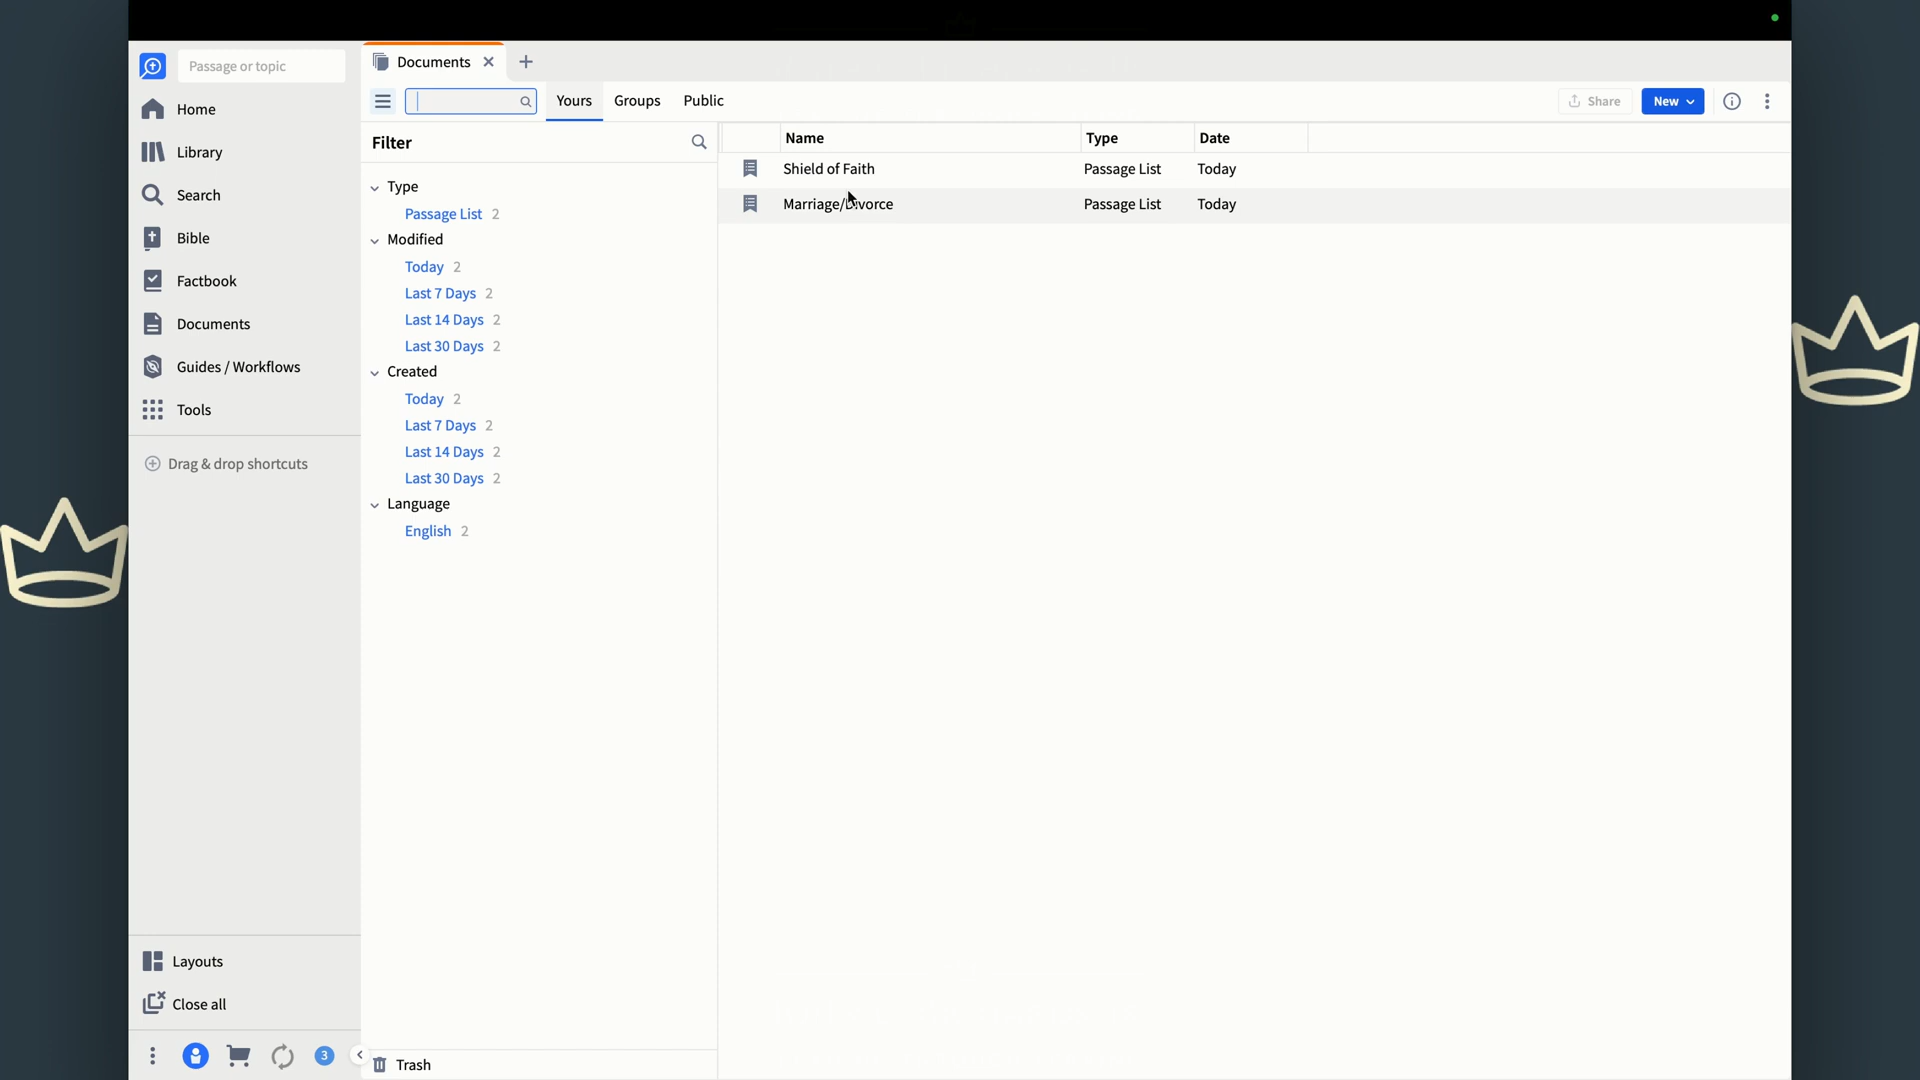 Passage or topic
Home
Library
Search
Bible
Factbook
Documents
Guides / Workflows
Tools
Drag & drop shortcuts
Layouts
Close all
3
Documents
Yours
Groups
Public
Share
New
Filter
Type
Passage List 2
Modified
Today 2
Last 7 Days 2
Last 14 Days 2
Last 30 Days 2
Created
Today 2
Last 7 Days 2
Last 14 Days 2
Last 30 Days 2
Language
English 2
Trash
Name Type Date
Shield of Faith Passage List Today
Marriage/Divorce Passage List Today